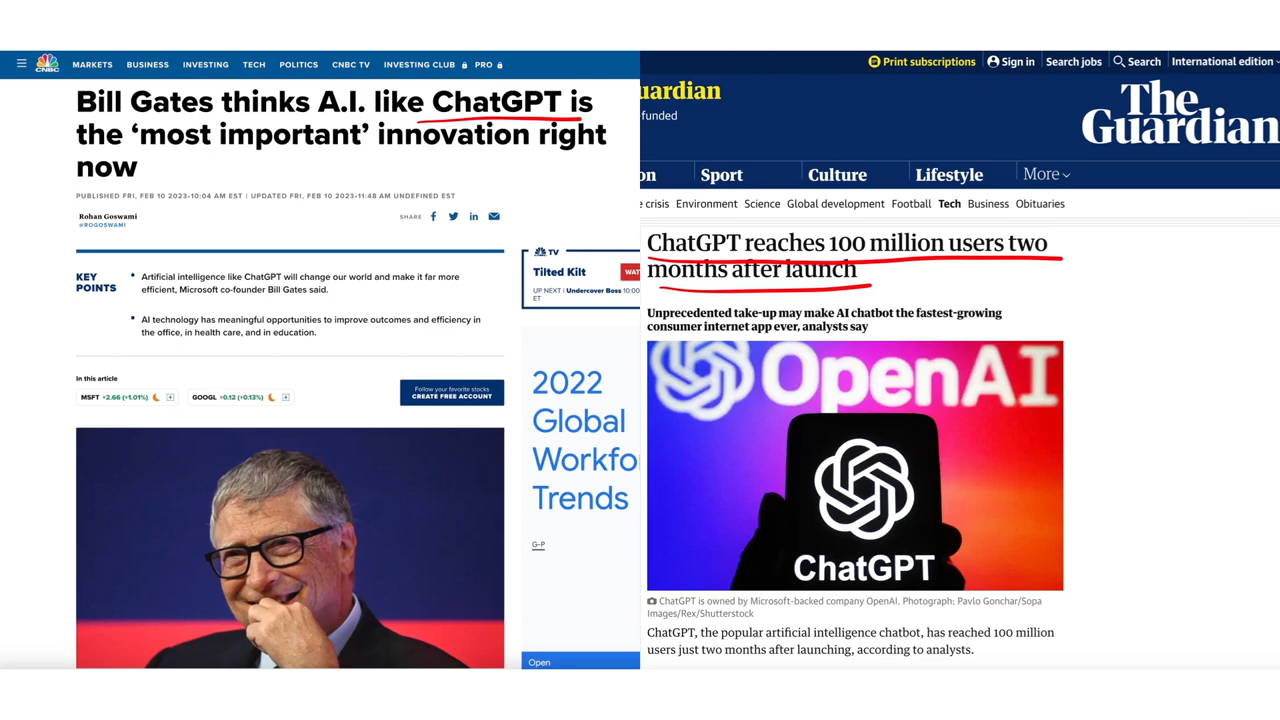 CNBC
MARKETS BUSINESS INVESTING TECH POLITICS CNBC TV INVESTING CLUB PRO
Bill Gates thinks A.I. like ChatGPT is
the ‘most important’ innovation right
now
PUBLISHED FRI, FEB 10 2023•10:04 AM EST | UPDATED FRI, FEB 10 2023•11:48 AM UNDEFINED EST
Rohan Goswami
@ROGOSWAMI
SHARE
KEY
POINTS
• Artificial intelligence like ChatGPT will change our world and make it far more
efficient, Microsoft co-founder Bill Gates said.
• AI technology has meaningful opportunities to improve outcomes and efficiency in
the office, in health care, and in education.
In this article
MSFT +2.66 (+1.01%)
GOOGL +0.12 (+0.13%)
Follow your favorite stocks
CREATE FREE ACCOUNT
TV
Tilted Kilt
WAT
UP NEXT | Undercover Boss 10:00
ET
2022
Global
Workfo
Trends
G-P
Open
Print subscriptions
Sign in
Search jobs
Search
International edition
uardian
funded
The
Guardian
on
Sport
Culture
Lifestyle
More
e crisis Environment Science Global development Football Tech Business Obituaries
ChatGPT reaches 100 million users two
months after launch
Unprecedented take-up may make AI chatbot the fastest-growing
consumer internet app ever, analysts say
OpenAI
ChatGPT
ChatGPT is owned by Microsoft-backed company OpenAI. Photograph: Pavlo Gonchar/Sopa
Images/Rex/Shutterstock
ChatGPT, the popular artificial intelligence chatbot, has reached 100 million
users just two months after launching, according to analysts.